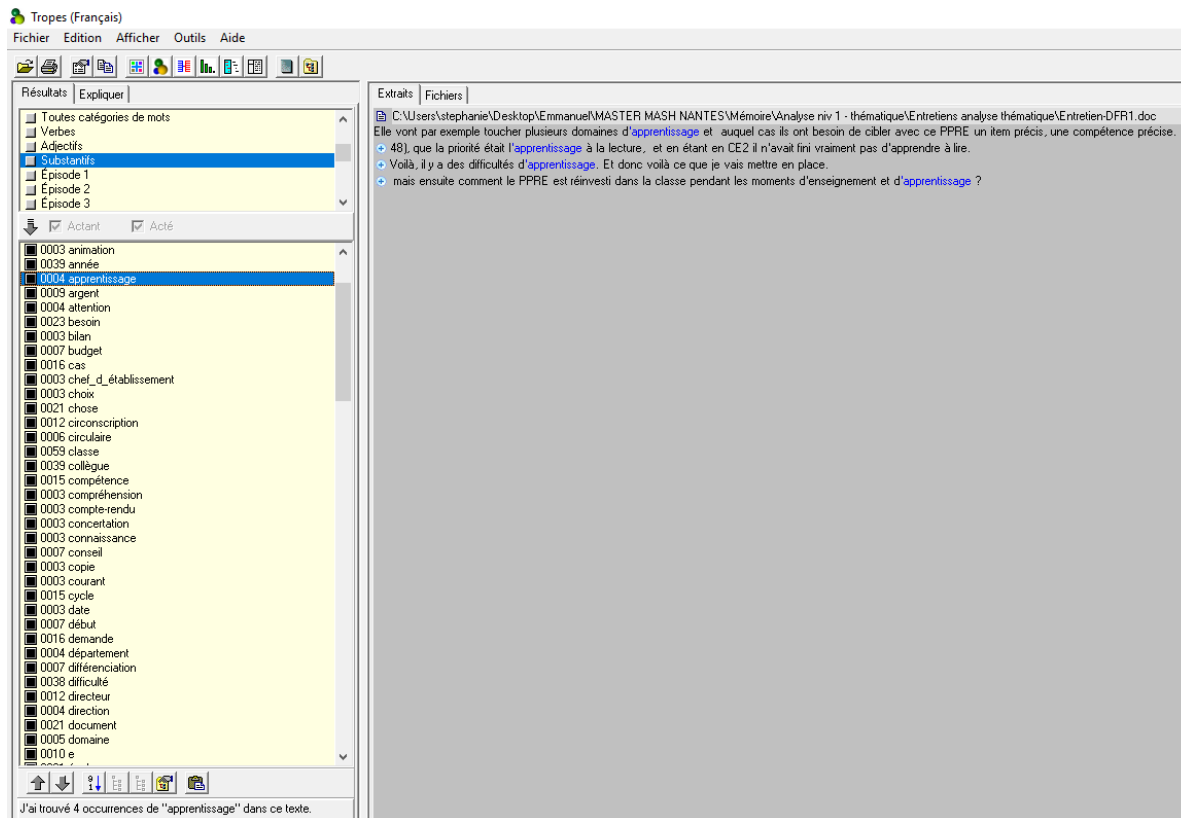 Tropes (Français)
Fichier Edition Afficher Outils Aide
Résultats Expliquer
Toutes catégories de mots
Verbes
Adjectifs
Substantifs
Épisode 1
Épisode 2
Épisode 3
Actant Acté
0003 animation
0039 année
0004 apprentissage
0009 argent
0004 attention
0023 besoin
0003 bilan
0007 budget
0016 cas
0003 chef_d_établissement
0003 choix
0021 chose
0012 circonscription
0006 circulaire
0059 classe
0039 collègue
0015 compétence
0003 compréhension
0003 compte-rendu
0003 concertation
0003 connaissance
0007 conseil
0003 copie
0003 courant
0015 cycle
0003 date
0007 début
0016 demande
0004 département
0007 différenciation
0038 difficulté
0012 directeur
0004 direction
0021 document
0005 domaine
0010 e
J'ai trouvé 4 occurrences de "apprentissage" dans ce texte.
Extraits Fichiers
C:\Users\stephanie\Desktop\Emmanuel\MASTER MASH NANTES\Mémoire\Analyse niv 1 - thématique\Entretiens analyse thématique\Entretien-DFR1.doc
Elle vont par exemple toucher plusieurs domaines d'apprentissage et auquel cas ils ont besoin de cibler avec ce PPRE un item précis, une compétence précise.
48), que la priorité était l'apprentissage à la lecture, et en étant en CE2 il n'avait fini vraiment pas d'apprendre à lire.
Voilà, il y a des difficultés d'apprentissage. Et donc voilà ce que je vais mettre en place.
mais ensuite comment le PPRE est réinvesti dans la classe pendant les moments d'enseignement et d'apprentissage ?